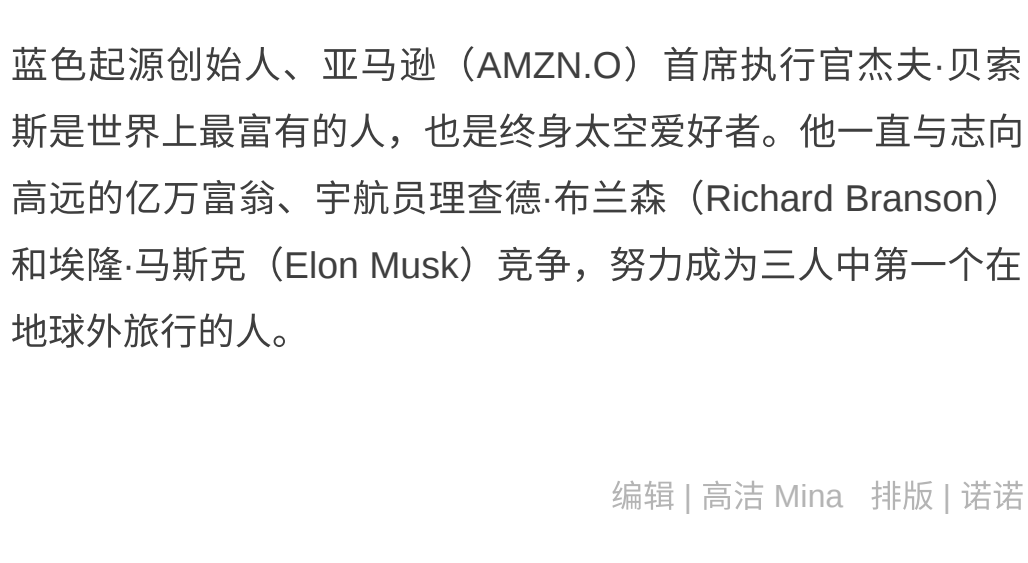 蓝色起源创始人、亚马逊（AMZN.O）首席执行官杰夫·贝索
斯是世界上最富有的人，也是终身太空爱好者。他一直与志向
高远的亿万富翁、宇航员理查德·布兰森（Richard Branson）
和埃隆·马斯克（Elon Musk）竞争，努力成为三人中第一个在
地球外旅行的人。
编辑 | 高洁 Mina 排版 | 诺诺